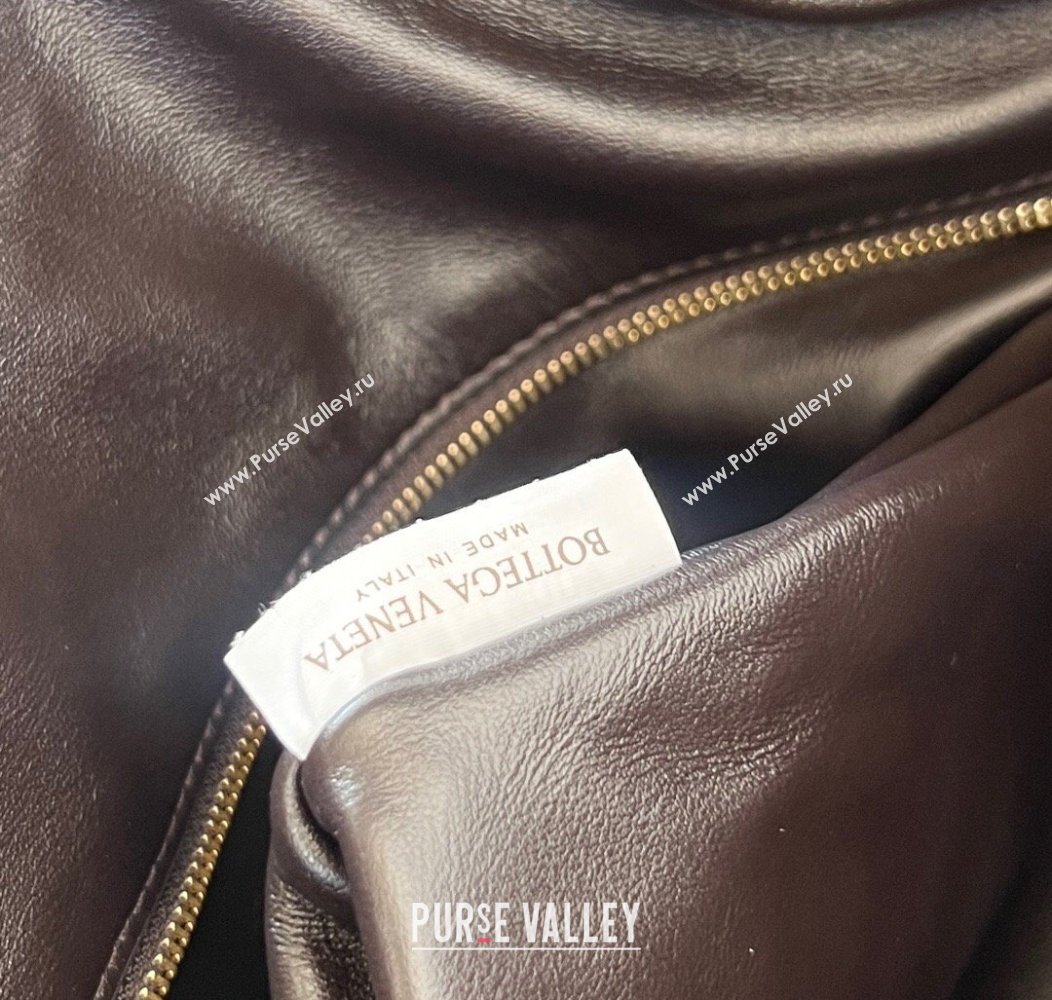 www.PurseValley.ru
www.PurseValley.ru
BOTTEGA VENETA
MADE IN ITALY
PURSE VALLEY